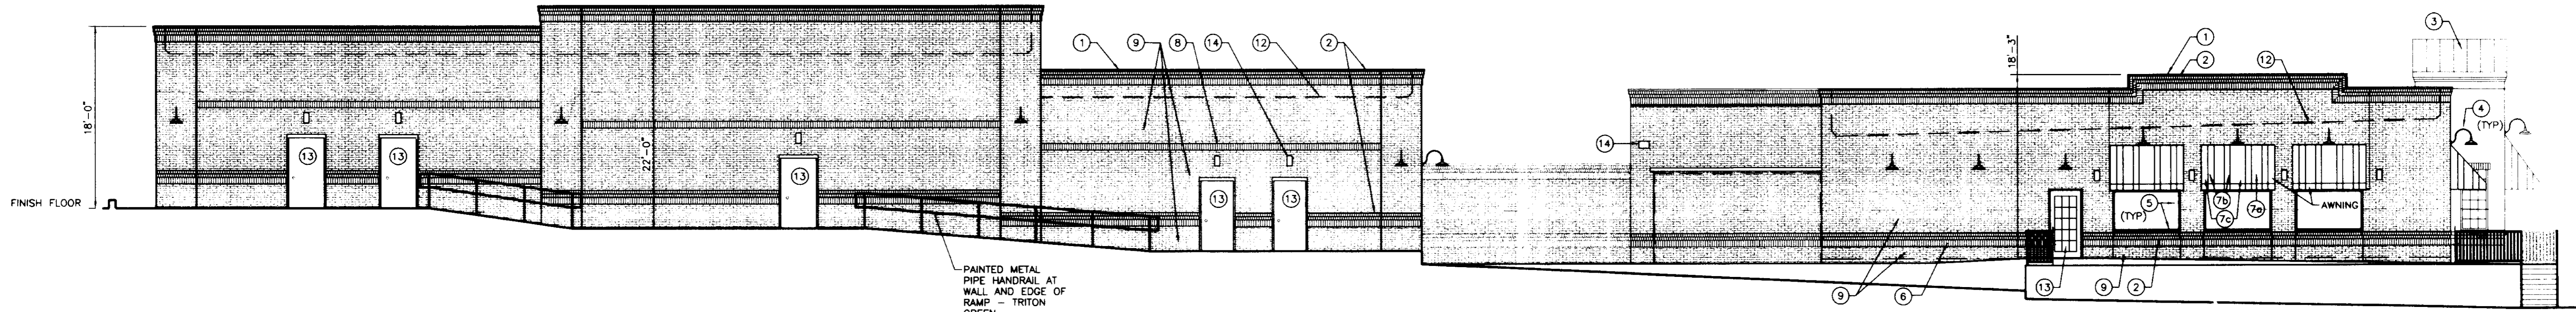 18'-0"
FINISH FLOOR
13
13
22'-0"
13
PAINTED METAL
PIPE HANDRAIL AT
WALL AND EDGE OF
RAMP - TRITON
1
9
8
14
12
2
13
13
14
18'-3"
1
2
12
3
4
(TYP)
5
(TYP)
7b
7c
7a
AWNING
9
6
13
9
2